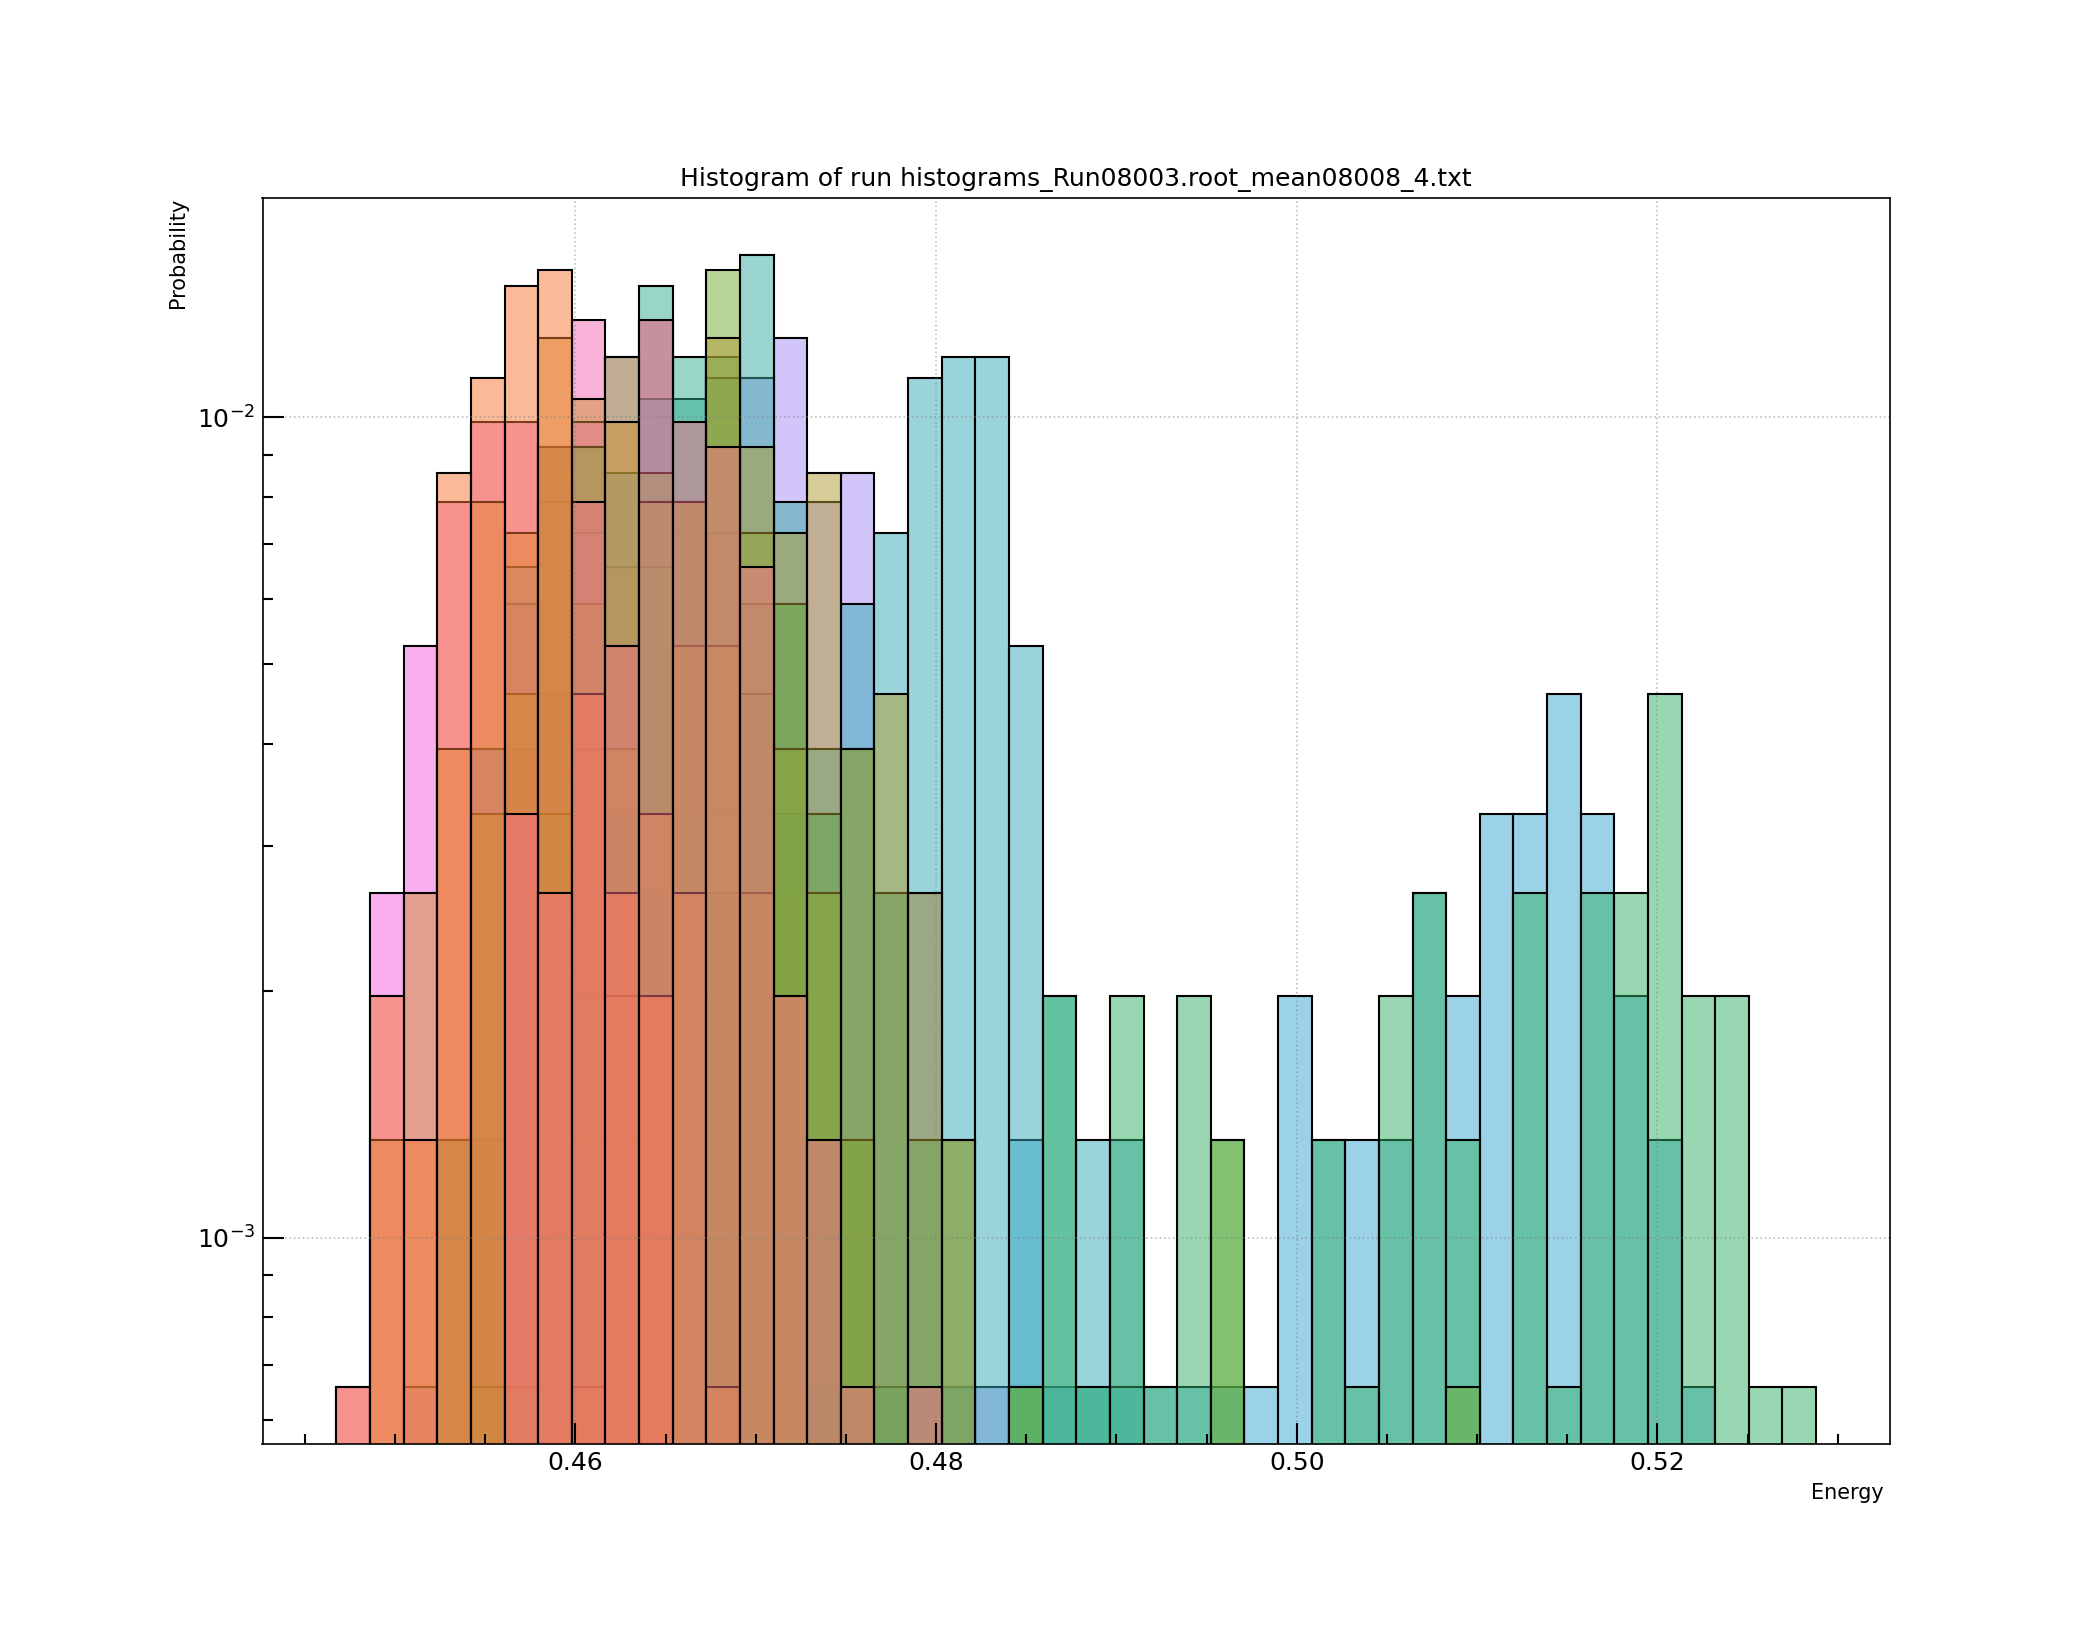 Histogram of run histograms_Run08003.root_mean08008_4.txt
Probability
10⁻²
10⁻³
0.46 0.48 0.50 0.52
Energy